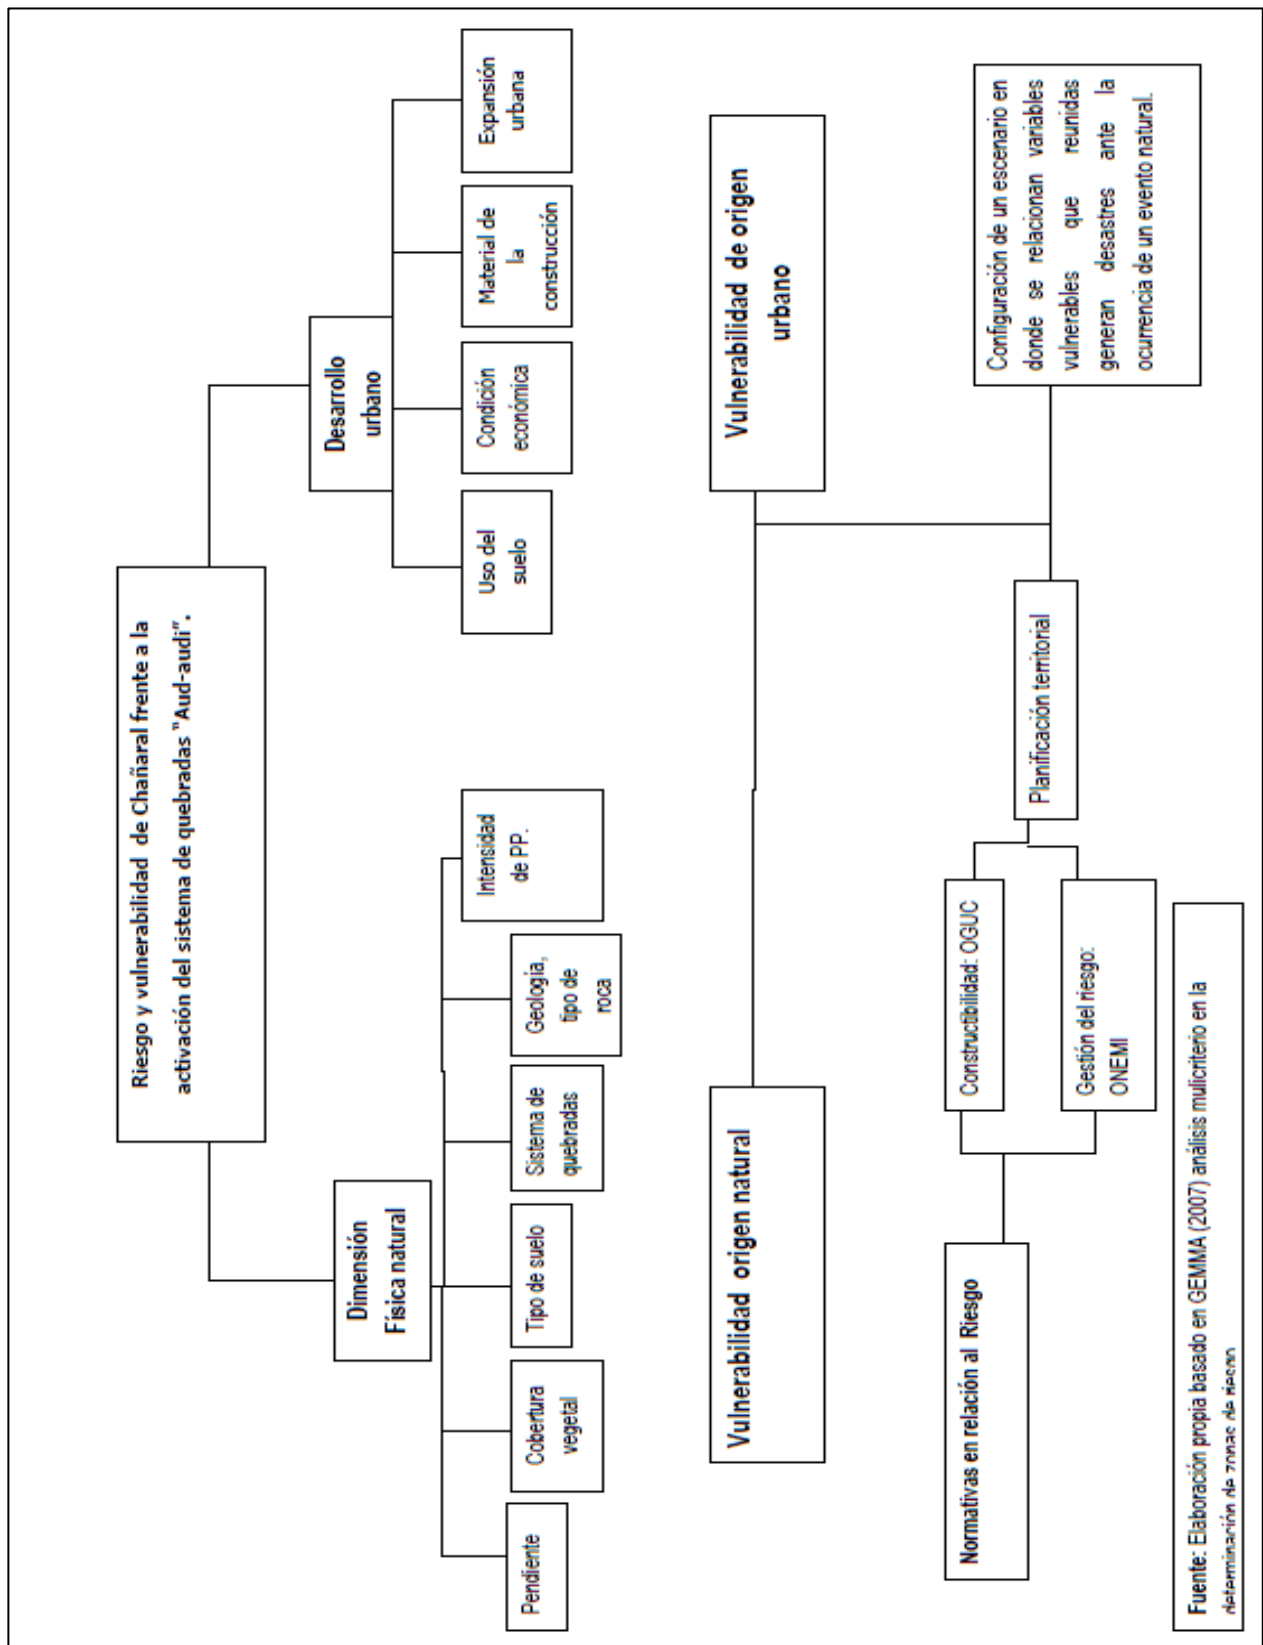 Riesgo y vulnerabilidad de Chañaral frente a la
activación del sistema de quebradas "Aud-audi".
Dimensión
Física natural
Desarrollo
urbano
Pendiente
Cobertura
vegetal
Tipo de suelo
Sistema de
quebradas
Geología,
tipo de
roca
Intensidad
de PP.
Uso del
suelo
Condición
económica
Material de
la
construcción
Expansión
urbana
Vulnerabilidad origen natural
Vulnerabilidad de origen
urbano
Normativas en relación al Riesgo
Constructibilidad: OGUC
Gestión del riesgo:
ONEMI
Planificación territorial
Configuración de un escenario en
donde se relacionan variables
vulnerables que reunidas
generan desastres ante la
ocurrencia de un evento natural.
Fuente: Elaboración propia basado en GEMMA (2007) análisis mulicriterio en la
determinación de zonas de riesgo